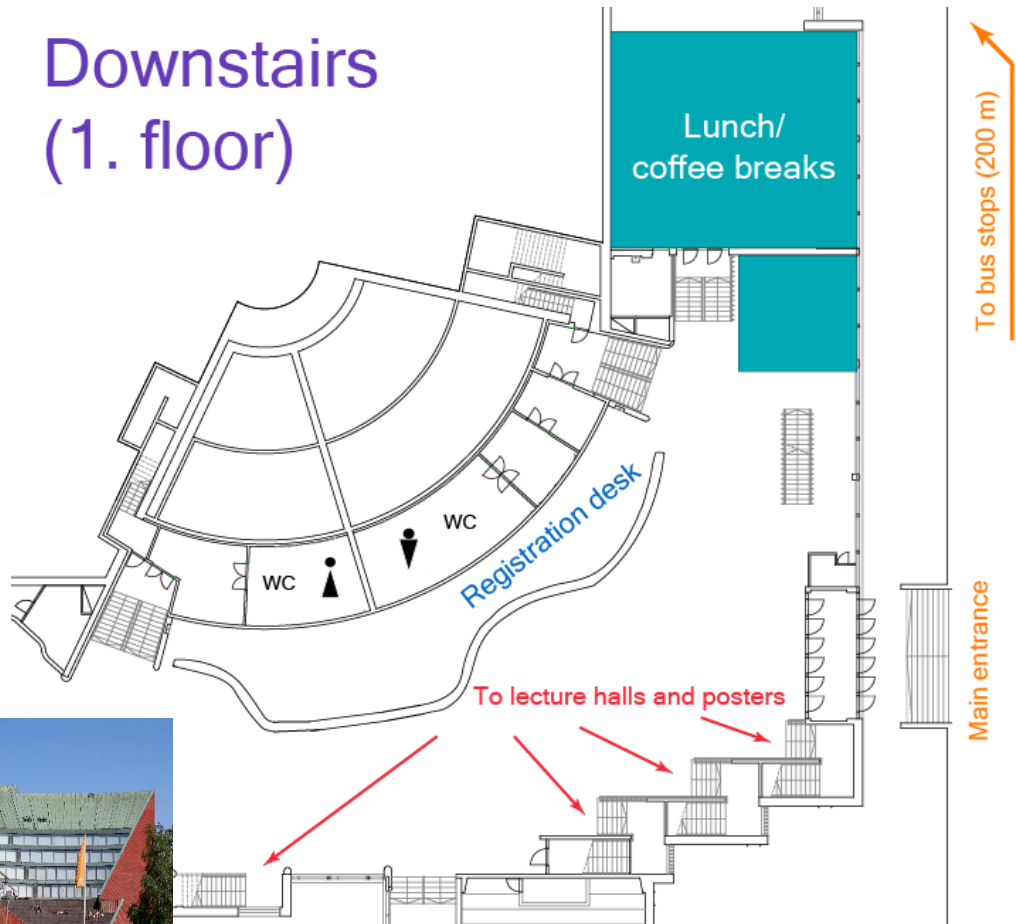 Downstairs
(1. floor)
Lunch/
coffee breaks
To bus stops (200 m)
WC
WC
Registration desk
Main entrance
To lecture halls and posters